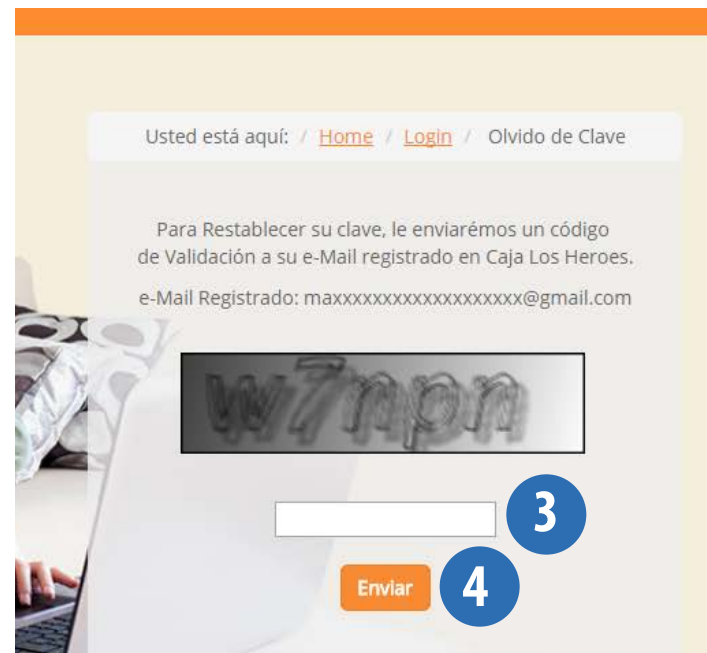 Usted está aquí: / Home / Login / Olvido de Clave
Para Restablecer su clave, le enviarémos un código
de Validación a su e-Mail registrado en Caja Los Heroes.
e-Mail Registrado: maxxxxxxxxxxxxxxxxxxx@gmail.com
w7npn
3
Enviar
4